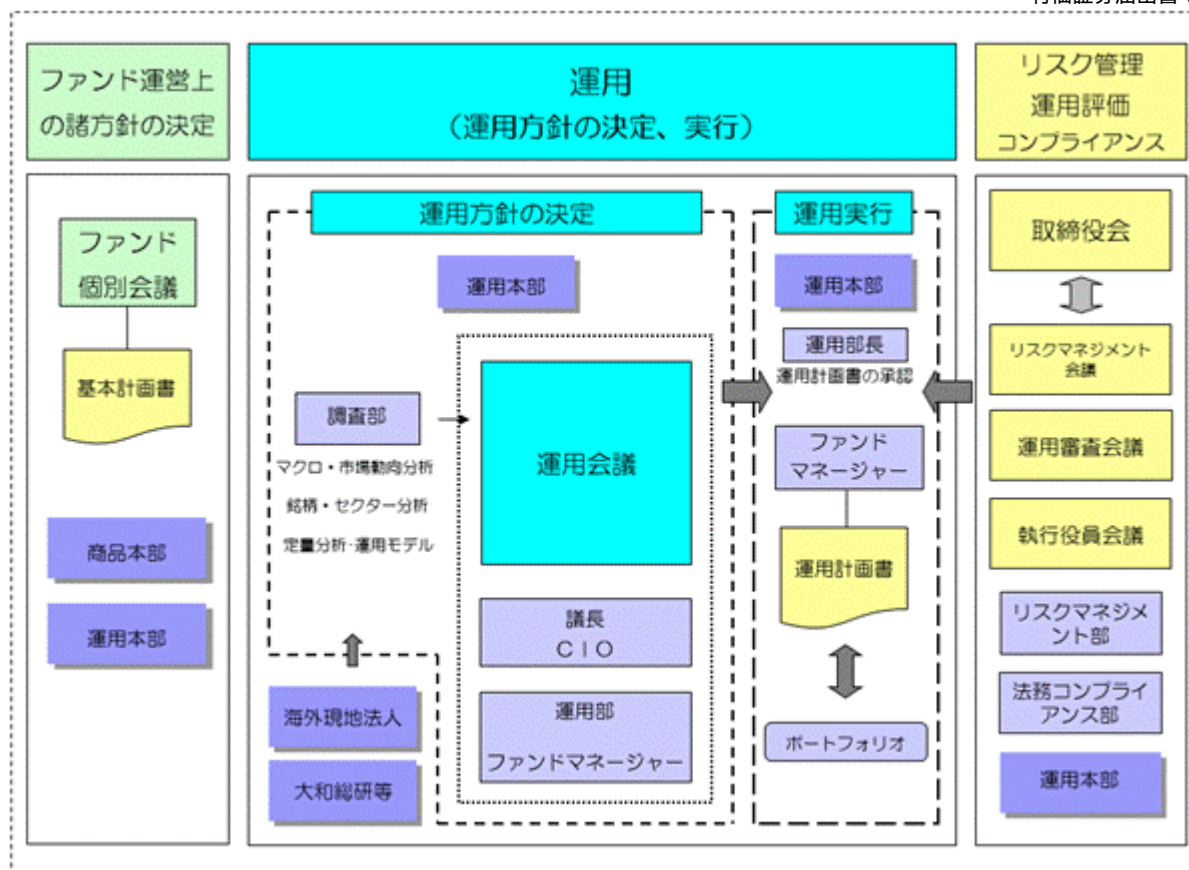 ファンド運営上
の諸方針の決定
運用
（運用方針の決定、実行）
リスク管理
運用評価
コンプライアンス
ファンド
個別会議
基本計画書
商品本部
運用本部
運用方針の決定
運用本部
調査部
マクロ・市場動向分析
銘柄・セクター分析
定量分析・運用モデル
海外現地法人
大和総研等
運用会議
議長
CIO
運用部
ファンドマネージャー
運用実行
運用本部
運用部長
運用計画書の承認
ファンド
マネージャー
運用計画書
ポートフォリオ
取締役会
リスクマネジメント
会議
運用審査会議
執行役員会議
リスクマネジメ
ント部
法務コンプライ
アンス部
運用本部